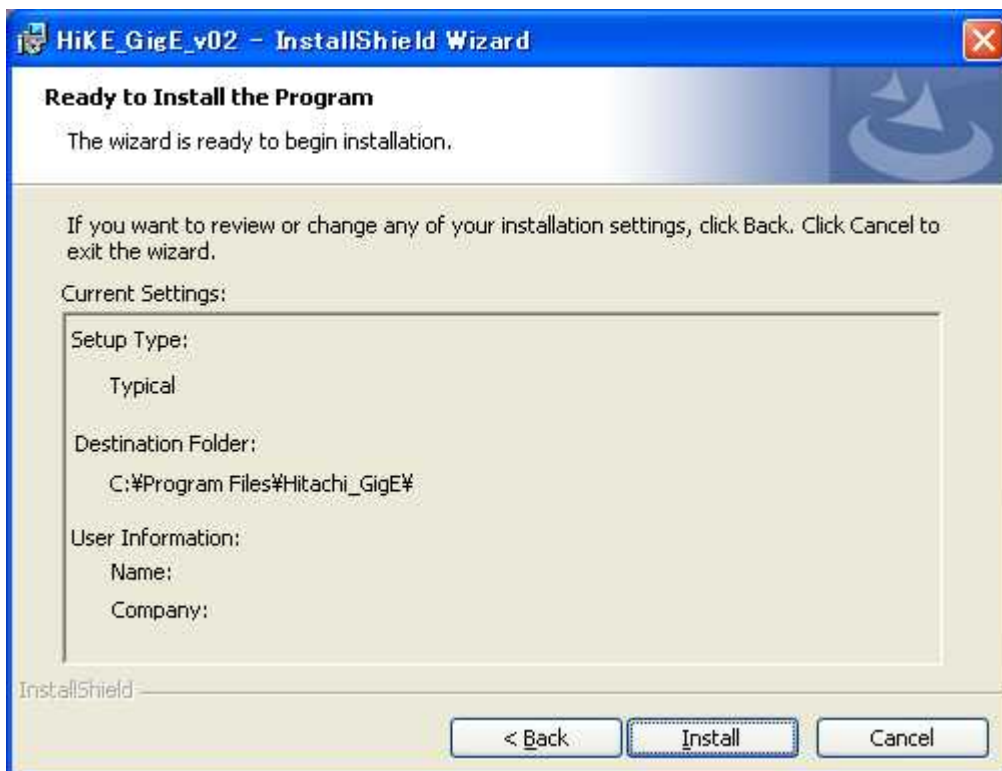 HiKE_GigE_v02 - InstallShield Wizard
Ready to Install the Program
The wizard is ready to begin installation.
If you want to review or change any of your installation settings, click Back. Click Cancel to
exit the wizard.
Current Settings:
Setup Type:
Typical
Destination Folder:
C:¥Program Files¥Hitachi_GigE¥
User Information:
Name:
Company:
InstallShield
< Back
Install
Cancel